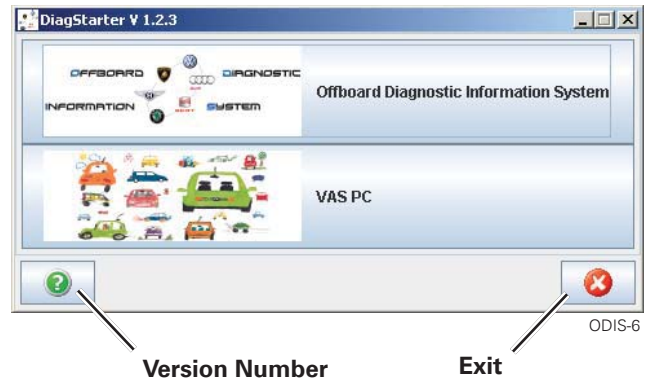 DiagStarter V 1.2.3
OFFBOARD DIAGNOSTIC
INFORMATION SYSTEM
Offboard Diagnostic Information System
VAS PC
ODIS-6
Version Number
Exit